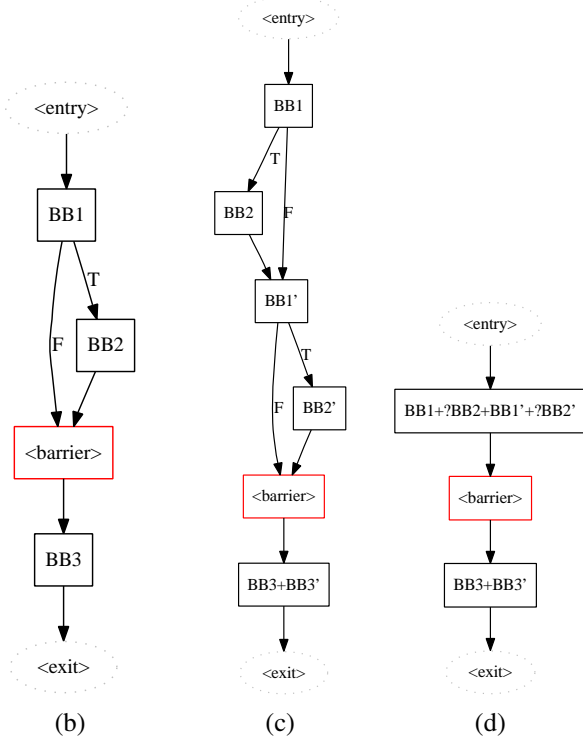 <entry>
BB1
T
F
BB2
<barrier>
BB3
<exit>
(b)
<entry>
BB1
T
BB2
F
BB1’
T
F
BB2’
<barrier>
BB3+BB3’
<exit>
(c)
<entry>
BB1+?BB2+BB1’+?BB2’
<barrier>
BB3+BB3’
<exit>
(d)